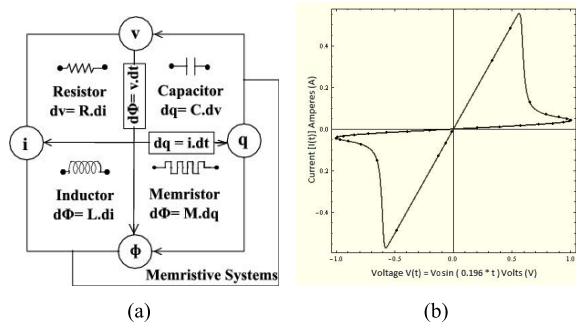 v
Resistor
dv= R.di
dΦ= v.dt
Capacitor
dq= C.dv
i
dq = i.dt
q
Inductor
dΦ= L.di
Memristor
dΦ= M.dq
ϕ
Memristive Systems
(a)
Current [I(t)] Amperes (A)
0.4
0.2
0.0
-0.2
-0.4
-1.0 -0.5 0.0 0.5 1.0
Voltage V(t) = Vosin ( 0.196 * t ) Volts (V)
(b)